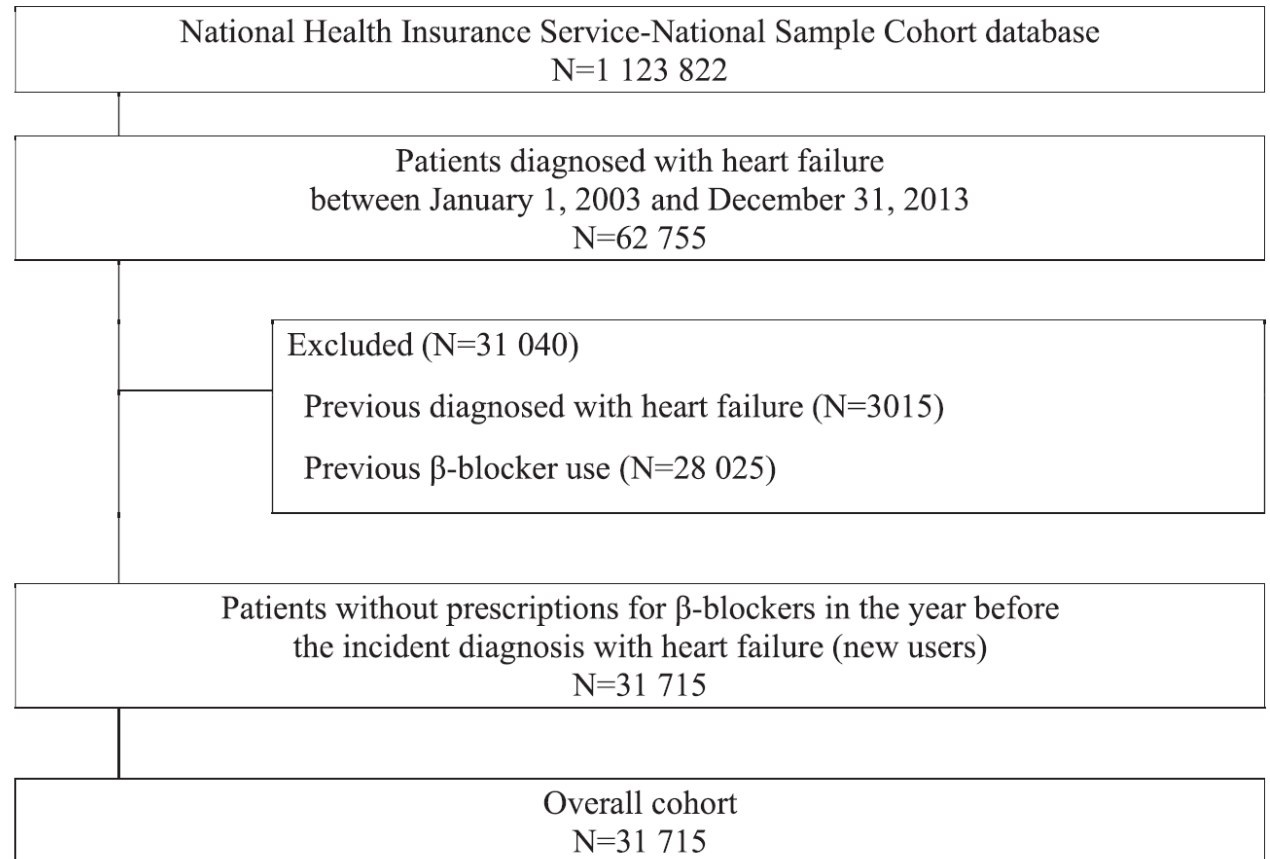 National Health Insurance Service-National Sample Cohort database
N=1 123 822
Patients diagnosed with heart failure
between January 1, 2003 and December 31, 2013
N=62 755
Excluded (N=31 040)
Previous diagnosed with heart failure (N=3015)
Previous β-blocker use (N=28 025)
Patients without prescriptions for β-blockers in the year before
the incident diagnosis with heart failure (new users)
N=31 715
Overall cohort
N=31 715